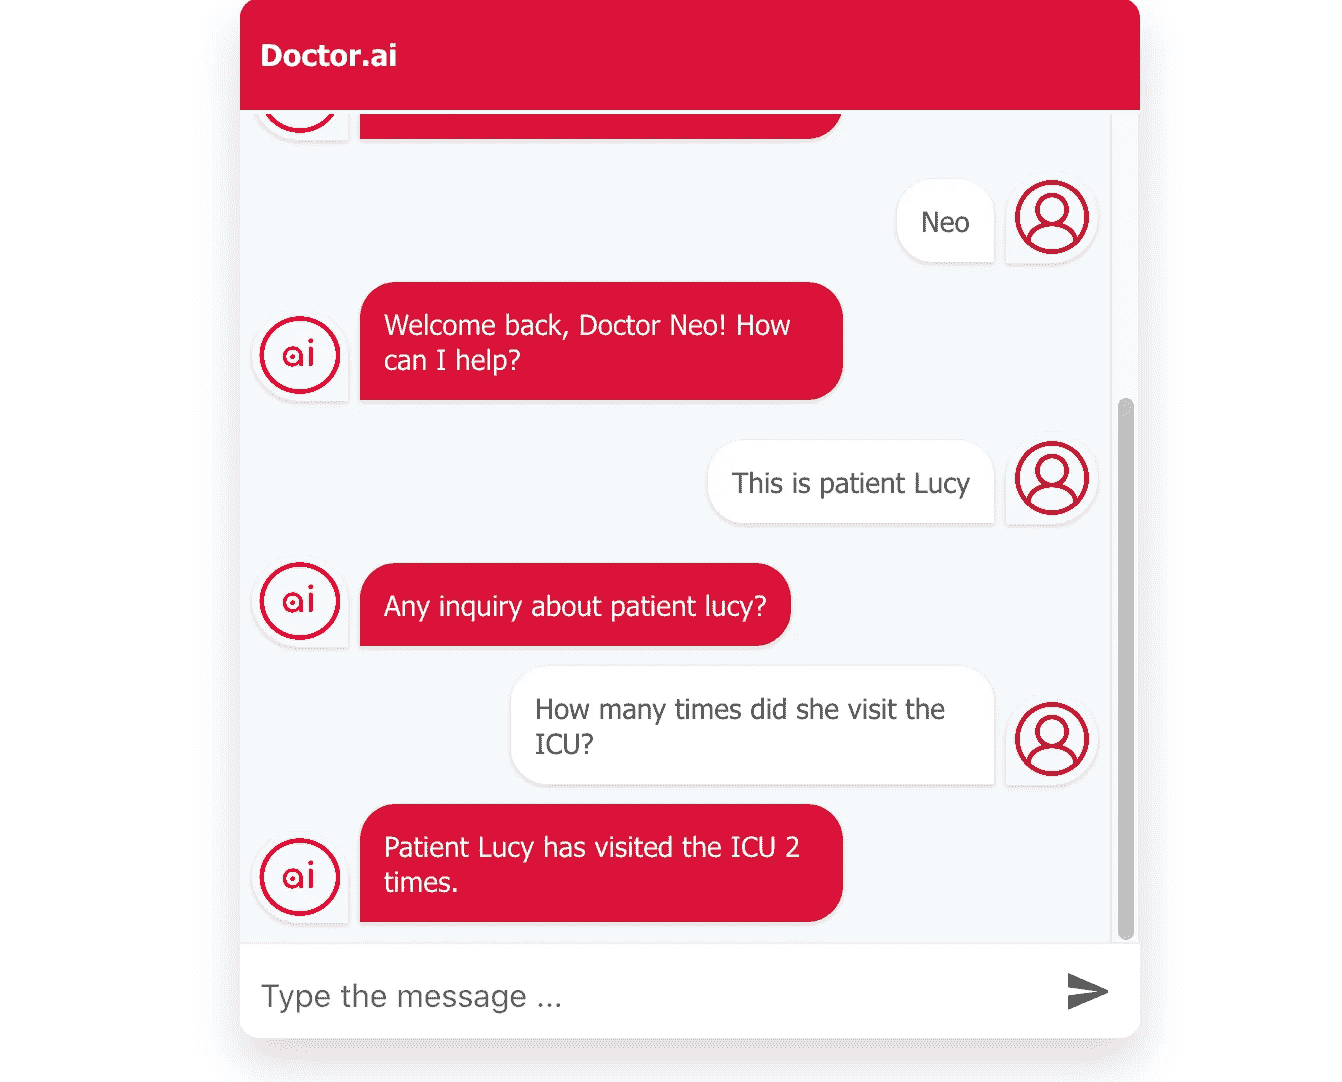 Doctor.ai
Neo
ai
Welcome back, Doctor Neo! How
can I help?
This is patient Lucy
ai
Any inquiry about patient lucy?
How many times did she visit the
ICU?
ai
Patient Lucy has visited the ICU 2
times.
Type the message ...